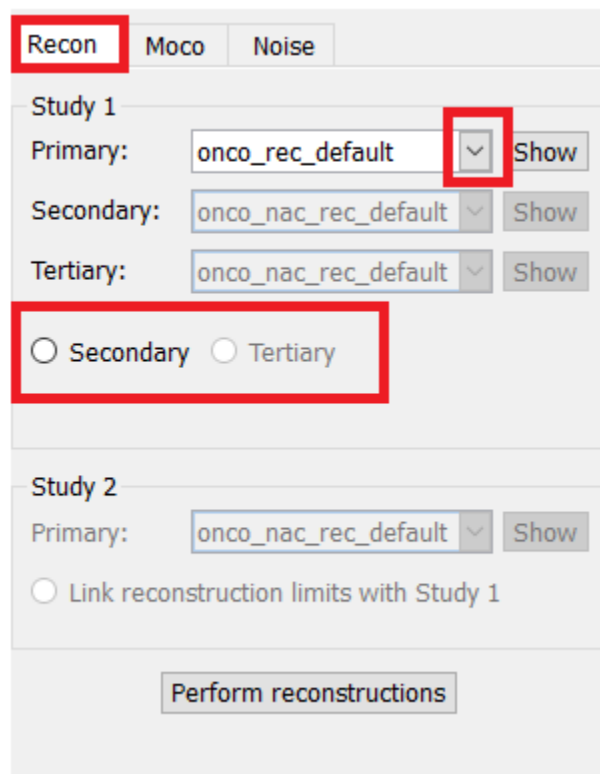 Recon Moco Noise
Study 1
Primary: onco_rec_default Show
Secondary: onco_nac_rec_default Show
Tertiary: onco_nac_rec_default Show
Secondary Tertiary
Study 2
Primary: onco_nac_rec_default Show
Link reconstruction limits with Study 1
Perform reconstructions